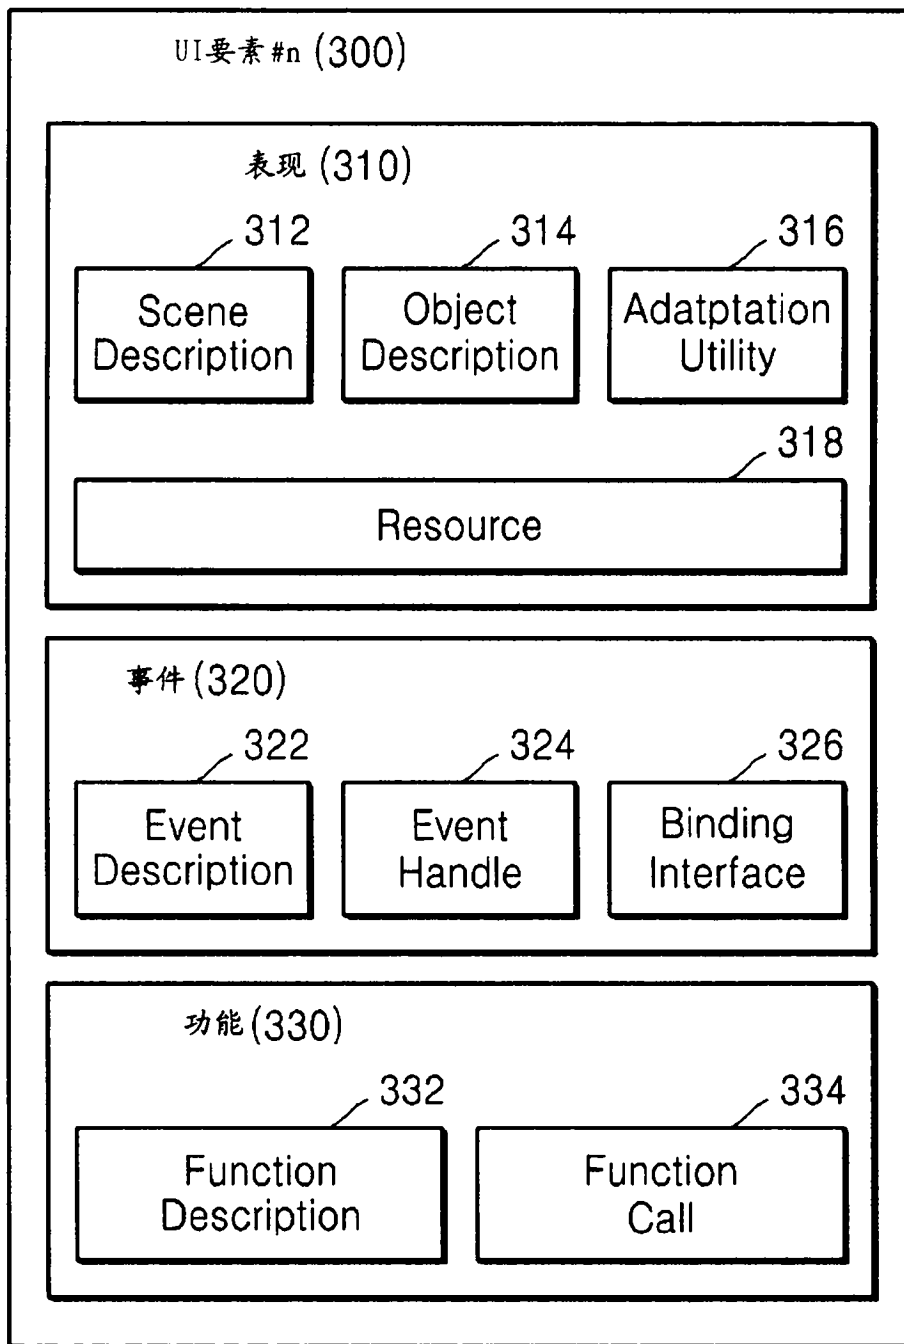 UI要素 #n (300)
表现 (310)
312
314
316
Scene
Description
Object
Description
Adatptation
Utility
318
Resource
事件 (320)
322
324
326
Event
Description
Event
Handle
Binding
Interface
功能 (330)
332
334
Function
Description
Function
Call